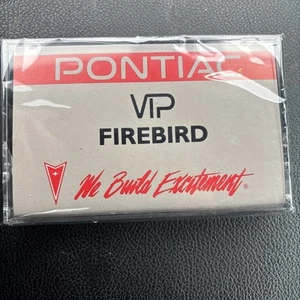 PONTIAC
VIP
FIREBIRD
We Build Excitement®